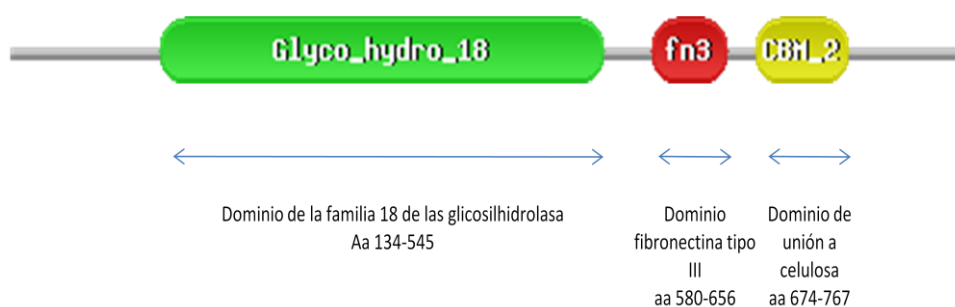 Glyco_hydro_18
fn3
CBM_2
Dominio de la familia 18 de las glicosilhidrolasa
Aa 134-545
Dominio
fibronectina tipo
III
aa 580-656
Dominio de
unión a
celulosa
aa 674-767